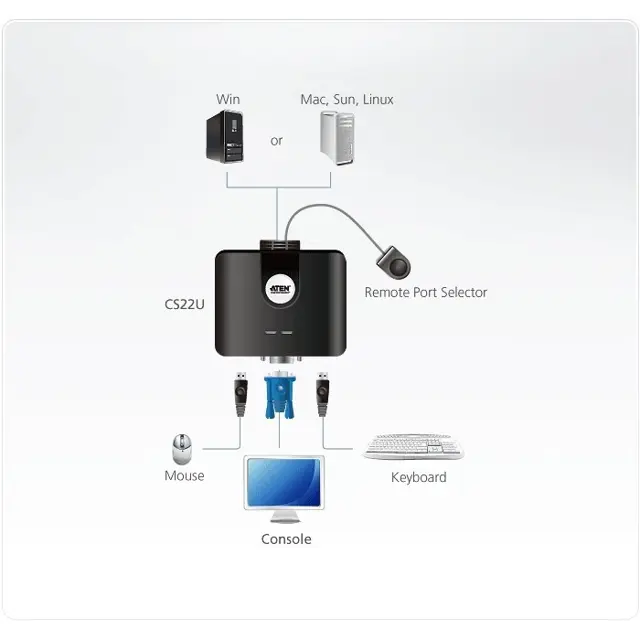 Win
Mac, Sun, Linux
or
Remote Port Selector
CS22U
ATEN
Mouse
Keyboard
Console